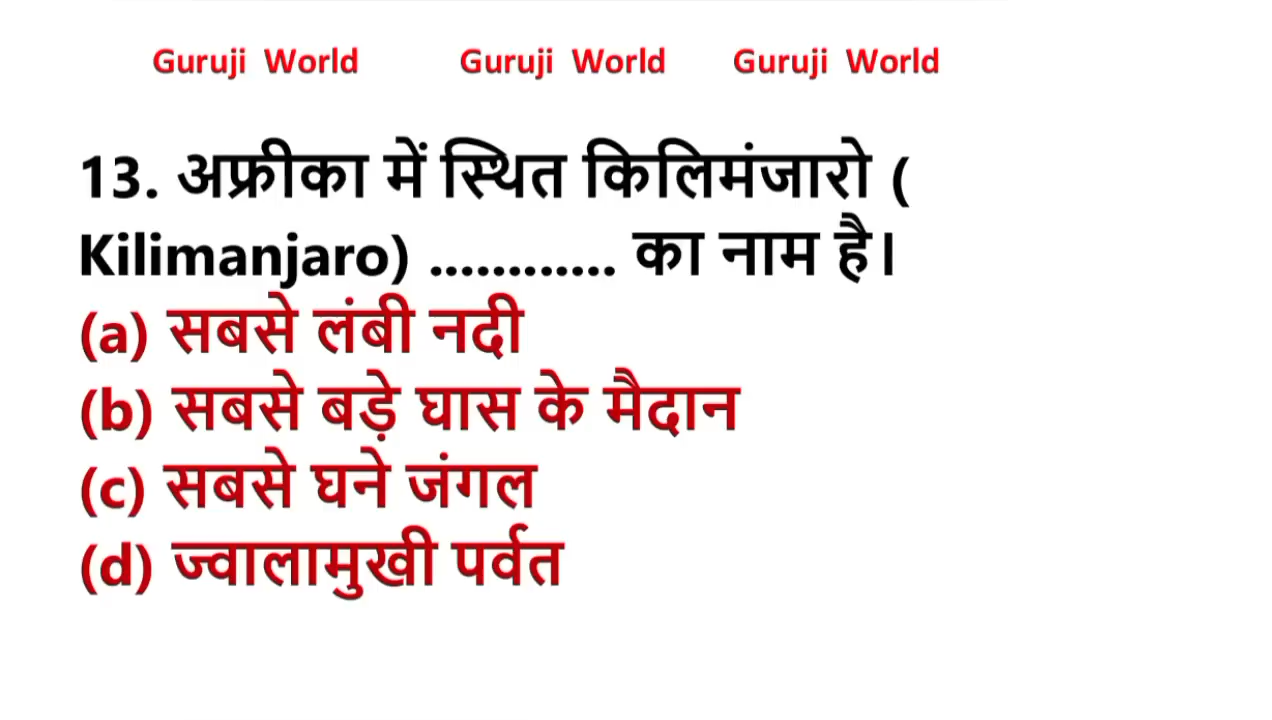 Guruji World Guruji World Guruji World
13. अफ्रीका में स्थित किलिमंजारो (
Kilimanjaro) ............ का नाम है।
(a) सबसे लंबी नदी
(b) सबसे बड़े घास के मैदान
(c) सबसे घने जंगल
(d) ज्वालामुखी पर्वत